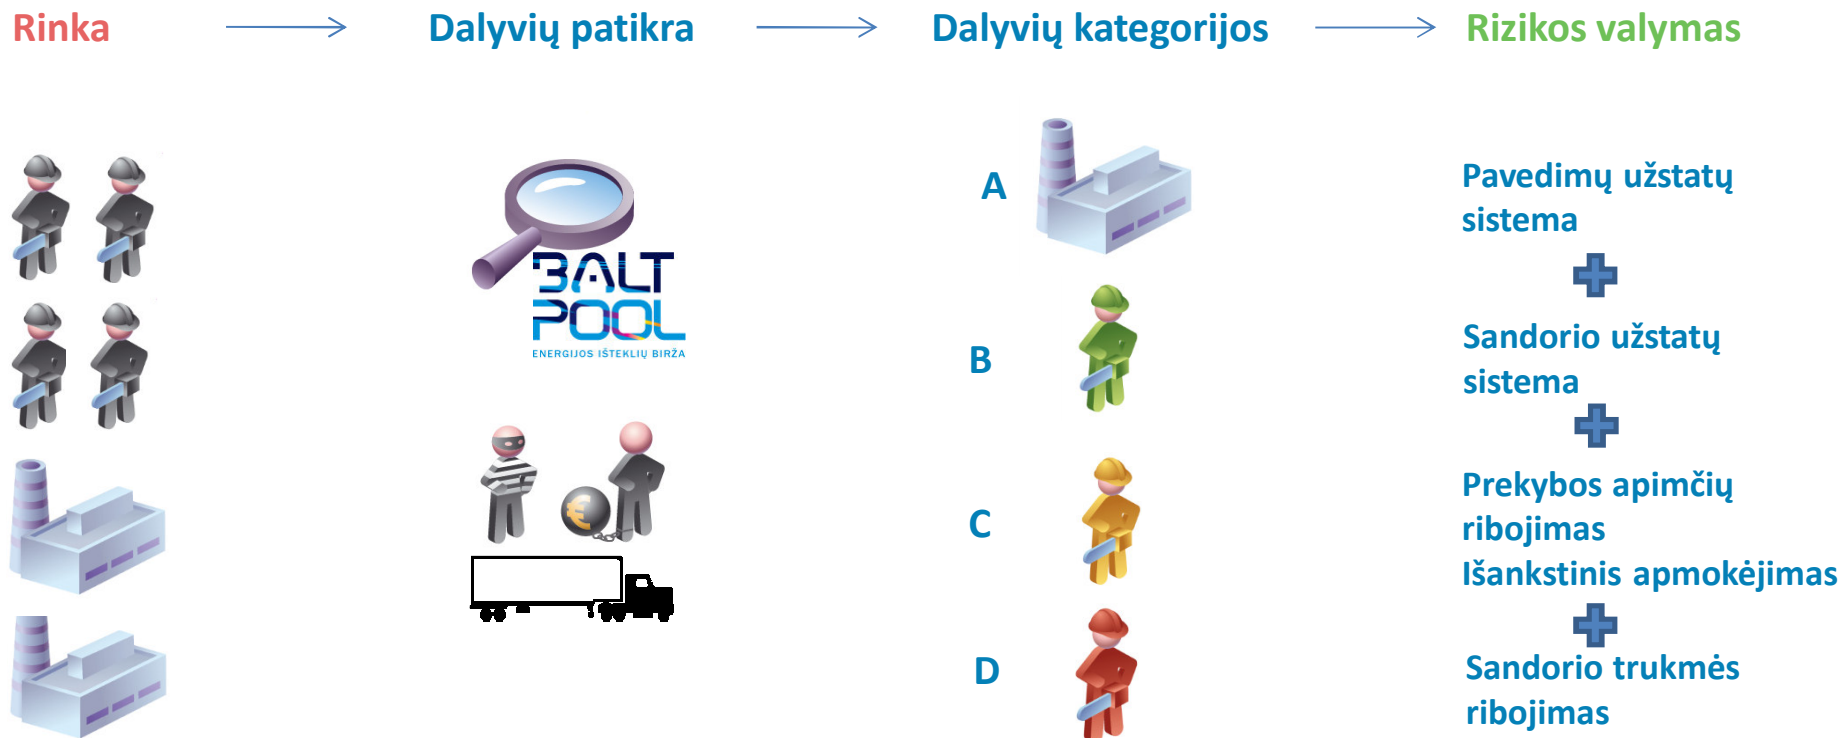 Rinka
Dalyvių patikra
Dalyvių kategorijos
Rizikos valymas
BALT
POOL
ENERGIJOS IŠTEKLIŲ BIRŽA
€
A
B
C
D
Pavedimų užstatų
sistema
Sandorio užstatų
sistema
Prekybos apimčių
ribojimas
Išankstinis apmokėjimas
Sandorio trukmės
ribojimas